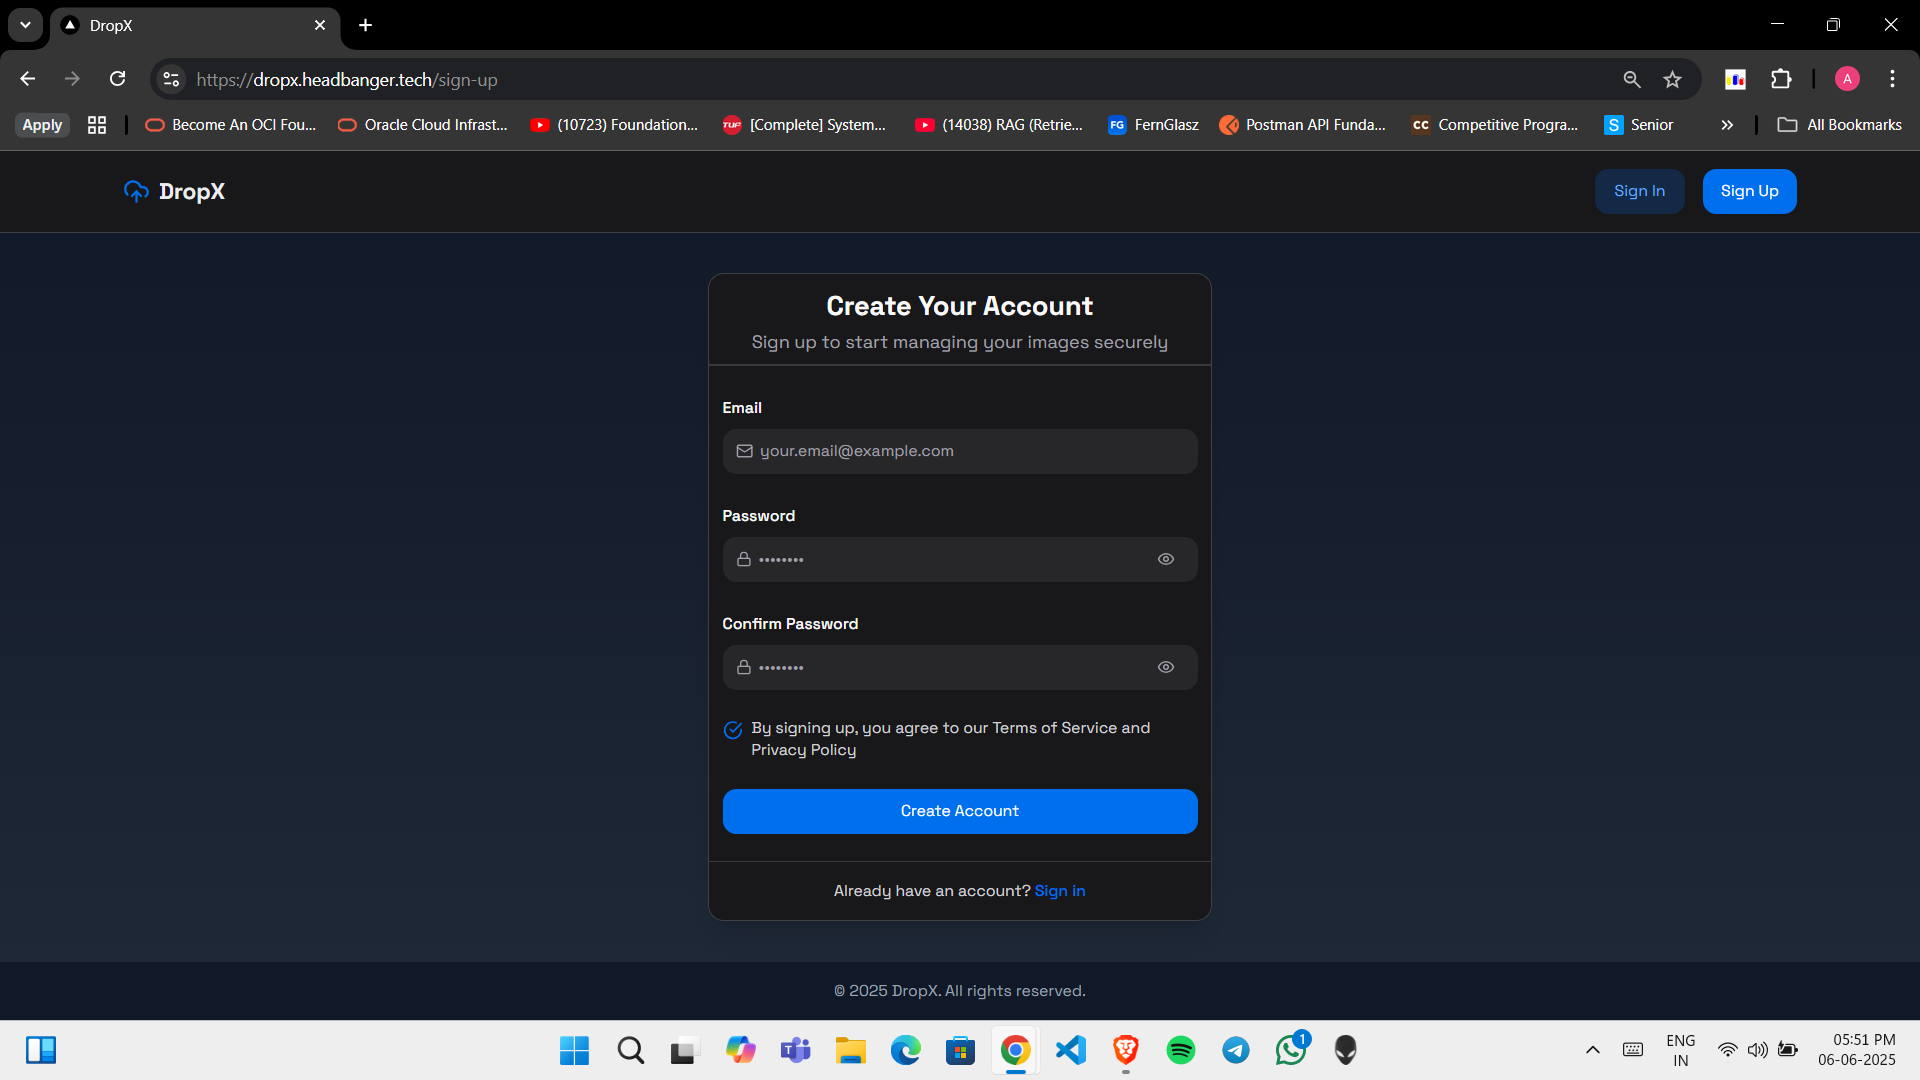 DropX
https://dropx.headbanger.tech/sign-up
A
Apply
Become An OCI Fou...
Oracle Cloud Infrast...
(10723) Foundation...
TUF
[Complete] System...
(14038) RAG (Retrie...
FG
FernGlasz
Postman API Funda...
CC
Competitive Progra...
S
Senior
All Bookmarks
DropX
Sign In
Sign Up
Create Your Account
Sign up to start managing your images securely
Email
your.email@example.com
Password
••••••••
Confirm Password
••••••••
By signing up, you agree to our Terms of Service and
Privacy Policy
Create Account
Already have an account? Sign in
© 2025 DropX. All rights reserved.
1
ENG
IN
05:51 PM
06-06-2025